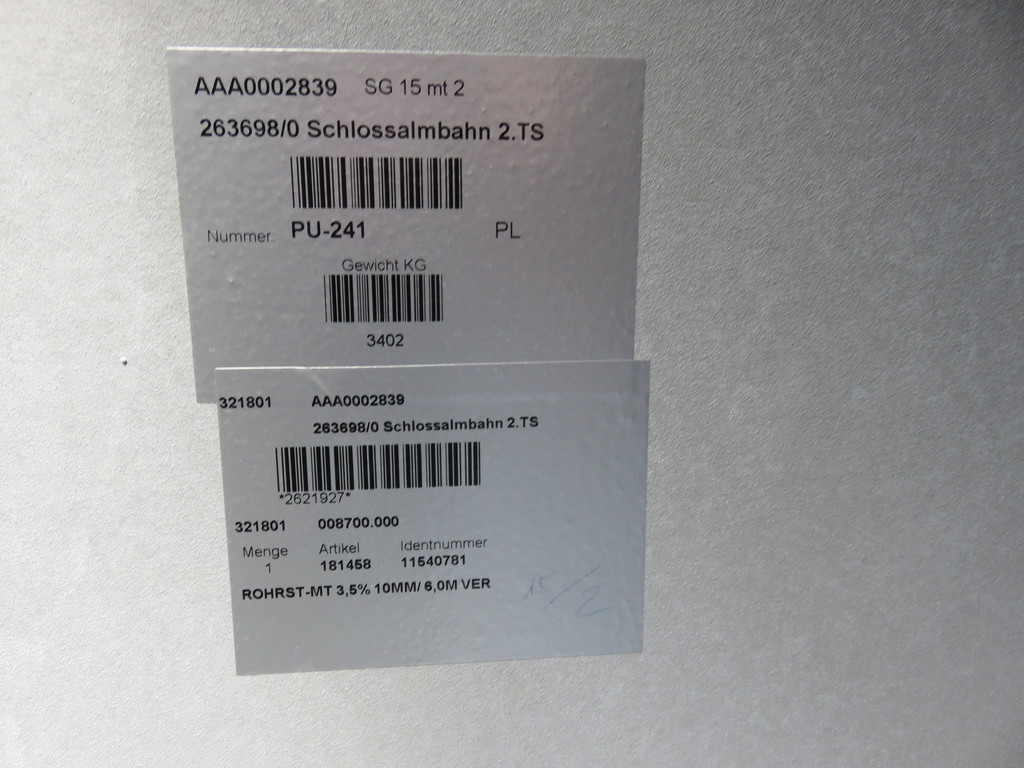 AAA0002839 SG 15 mt 2
263698/0 Schlossalmbahn 2.TS
Nummer: PU-241 PL
Gewicht KG
3402
321801 AAA0002839
263698/0 Schlossalmbahn 2.TS
*2621927*
321801 008700.000
Menge Artikel Identnummer
1 181458 11540781
ROHRST-MT 3,5% 10MM/ 6,0M VER
15/2